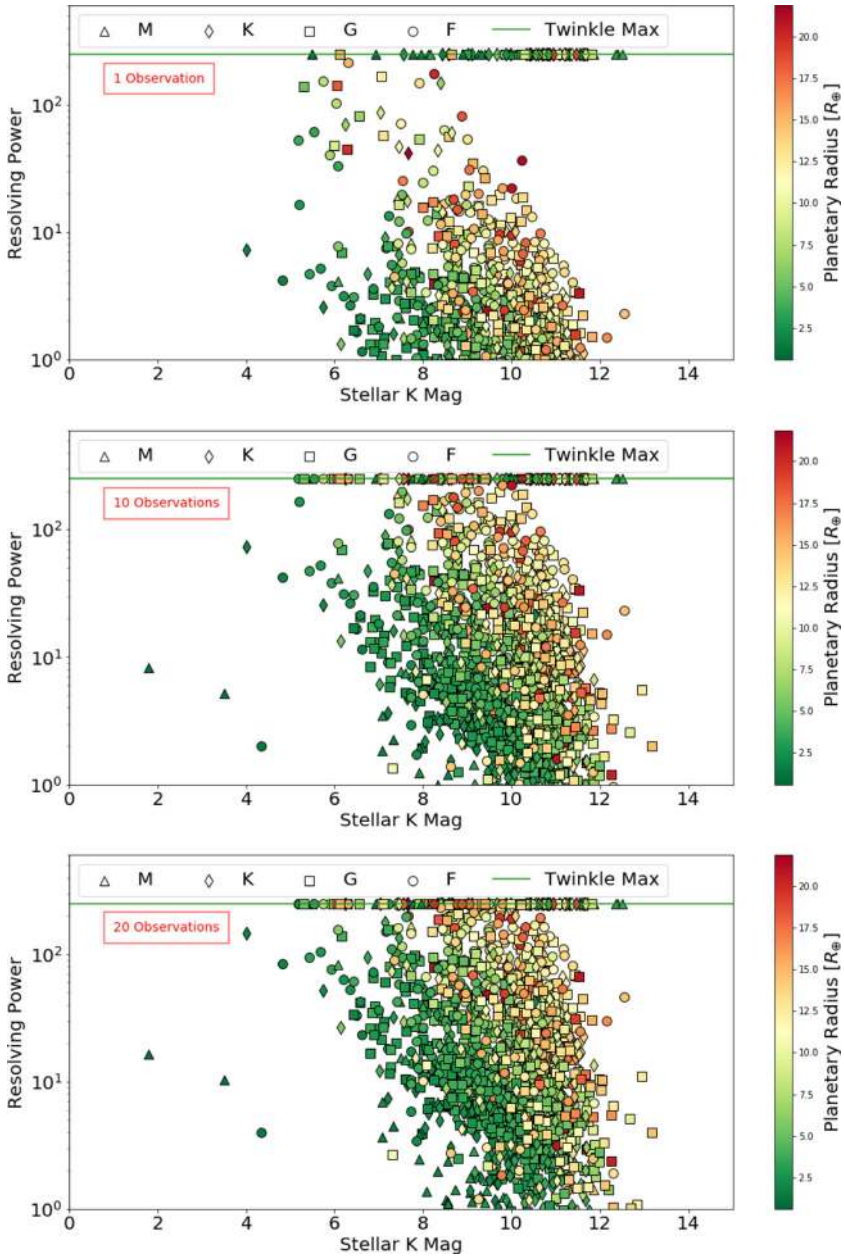 M K G F Twinkle Max
1 Observation
Resolving Power
10²
10¹
10⁰
0 2 4 6 8 10 12 14
Stellar K Mag
20.0
17.5
15.0
12.5
10.0
7.5
5.0
2.5
Planetary Radius [R⊕]
M K G F Twinkle Max
10 Observations
Resolving Power
10²
10¹
10⁰
0 2 4 6 8 10 12 14
Stellar K Mag
20.0
17.5
15.0
12.5
10.0
7.5
5.0
2.5
Planetary Radius [R⊕]
M K G F Twinkle Max
20 Observations
Resolving Power
10²
10¹
10⁰
0 2 4 6 8 10 12 14
Stellar K Mag
20.0
17.5
15.0
12.5
10.0
7.5
5.0
2.5
Planetary Radius [R⊕]